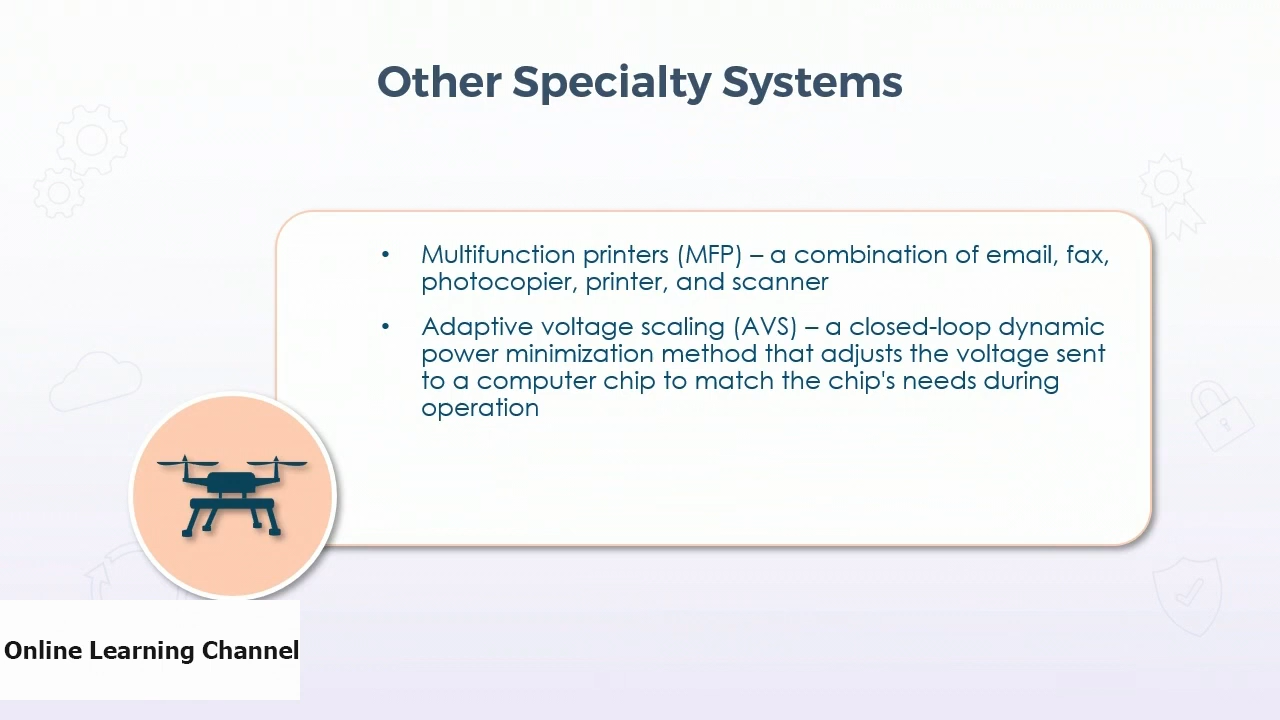 Other Specialty Systems
• Multifunction printers (MFP) – a combination of email, fax,
photocopier, printer, and scanner
• Adaptive voltage scaling (AVS) – a closed-loop dynamic
power minimization method that adjusts the voltage sent
to a computer chip to match the chip's needs during
operation
Online Learning Channel